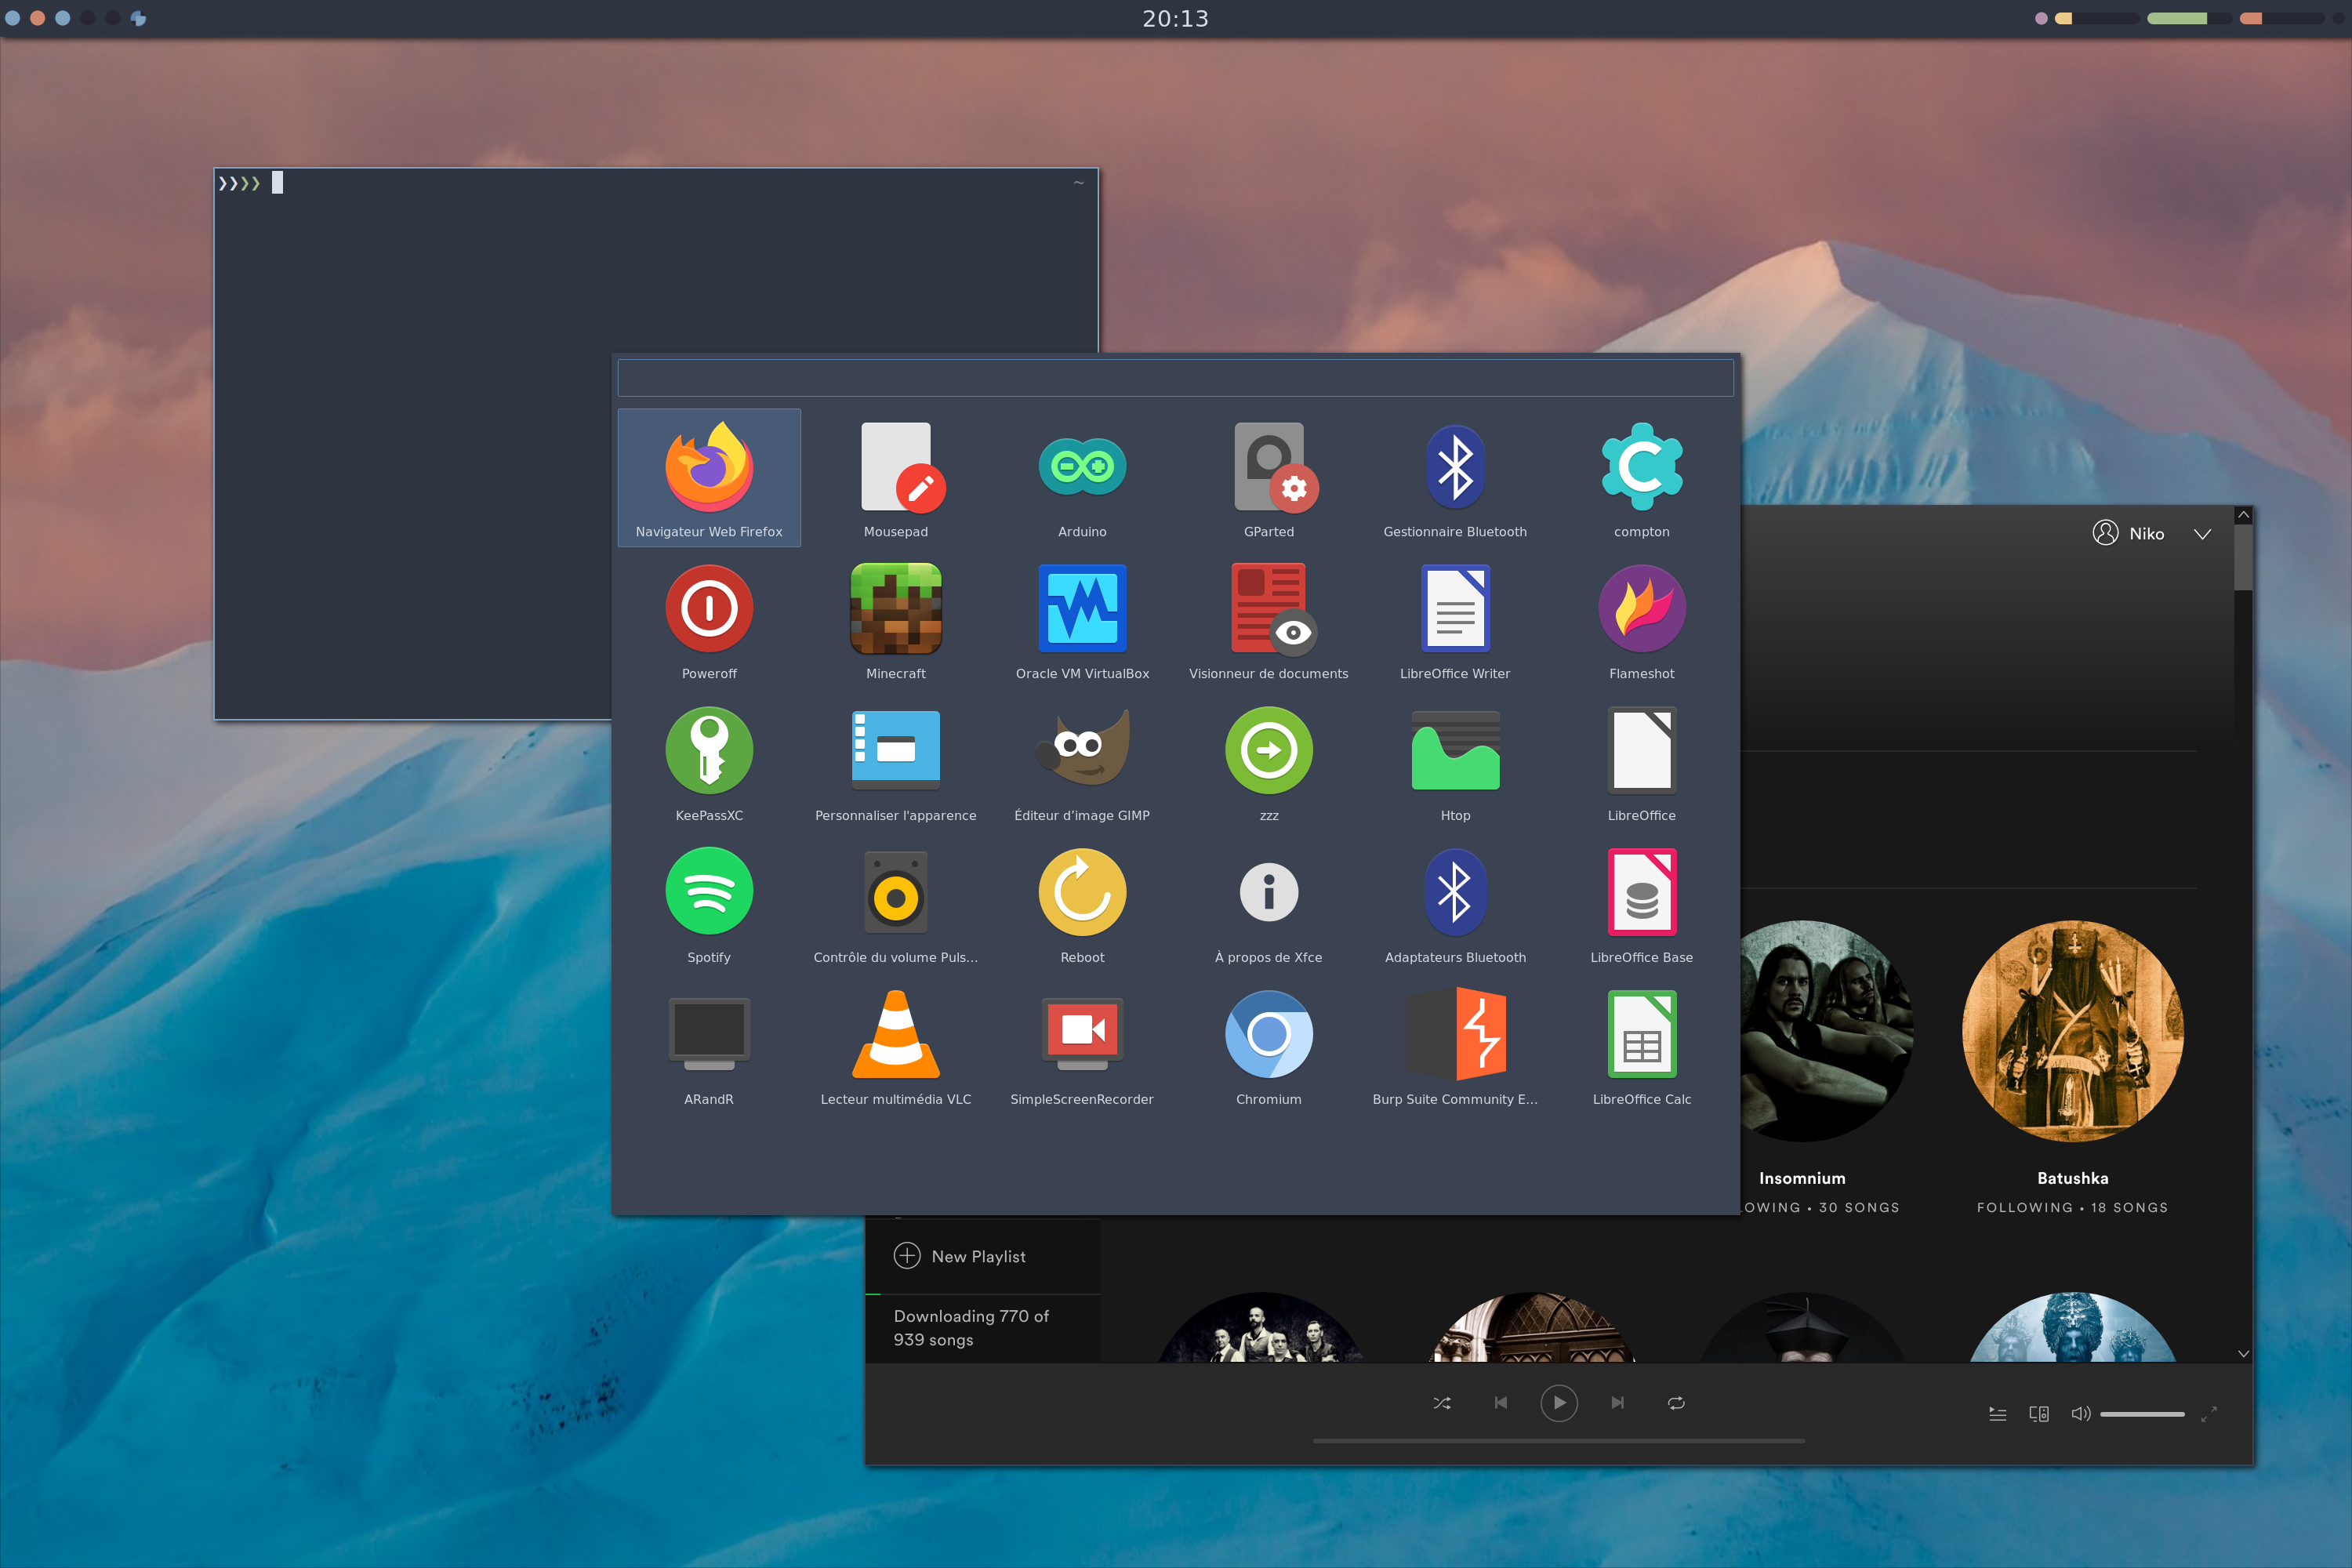 20:13
❯❯❯❯
~
Navigateur Web Firefox
Mousepad
Arduino
GParted
Gestionnaire Bluetooth
compton
Poweroff
Minecraft
Oracle VM VirtualBox
Visionneur de documents
LibreOffice Writer
Flameshot
KeePassXC
Personnaliser l'apparence
Éditeur d’image GIMP
zzz
Htop
LibreOffice
Spotify
Contrôle du volume Puls…
Reboot
À propos de Xfce
Adaptateurs Bluetooth
LibreOffice Base
ARandR
Lecteur multimédia VLC
SimpleScreenRecorder
Chromium
Burp Suite Community E…
LibreOffice Calc
Niko
Insomnium
OWING • 30 SONGS
Batushka
FOLLOWING • 18 SONGS
New Playlist
Downloading 770 of
939 songs